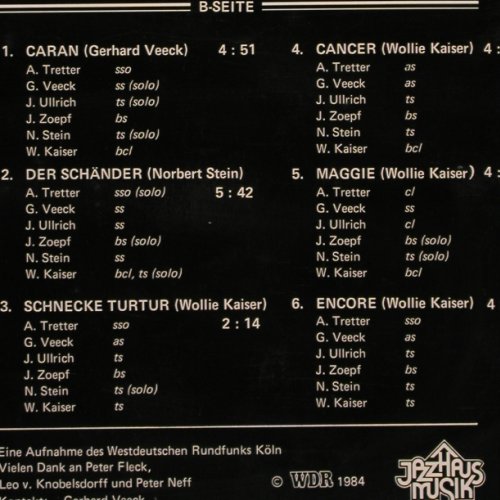 B-SEITE
1. CARAN (Gerhard Veeck) 4 : 51
A. Tretter sso
G. Veeck ss (solo)
J. Ullrich ts (solo)
J. Zoepf bs
N. Stein ts (solo)
W. Kaiser bcl
2. DER SCHÄNDER (Norbert Stein)
A. Tretter sso (solo) 5 : 42
G. Veeck ss
J. Ullrich ss
J. Zoepf bs (solo)
N. Stein ss
W. Kaiser bcl, ts (solo)
3. SCHNECKE TURTUR (Wollie Kaiser)
A. Tretter sso 2 : 14
G. Veeck as
J. Ullrich ts
J. Zoepf bs
N. Stein ts (solo)
W. Kaiser ts
4. CANCER (Wollie Kaiser) 4 :
A. Tretter as
G. Veeck as
J. Ullrich ts
J. Zoepf bs
N. Stein ts
W. Kaiser bcl
5. MAGGIE (Wollie Kaiser) 4 :
A. Tretter cl
G. Veeck ss
J. Ullrich cl
J. Zoepf bs (solo)
N. Stein ts (solo)
W. Kaiser bcl
6. ENCORE (Wollie Kaiser) 4
A. Tretter sso
G. Veeck as
J. Ullrich ts
J. Zoepf bs
N. Stein ts
W. Kaiser ts
Eine Aufnahme des Westdeutschen Rundfunks Köln
Vielen Dank an Peter Fleck,
Leo v. Knobelsdorff und Peter Neff
Kontakt: Gerhard Veeck
© WDR 1984
JAZZHAUS
MUSIK